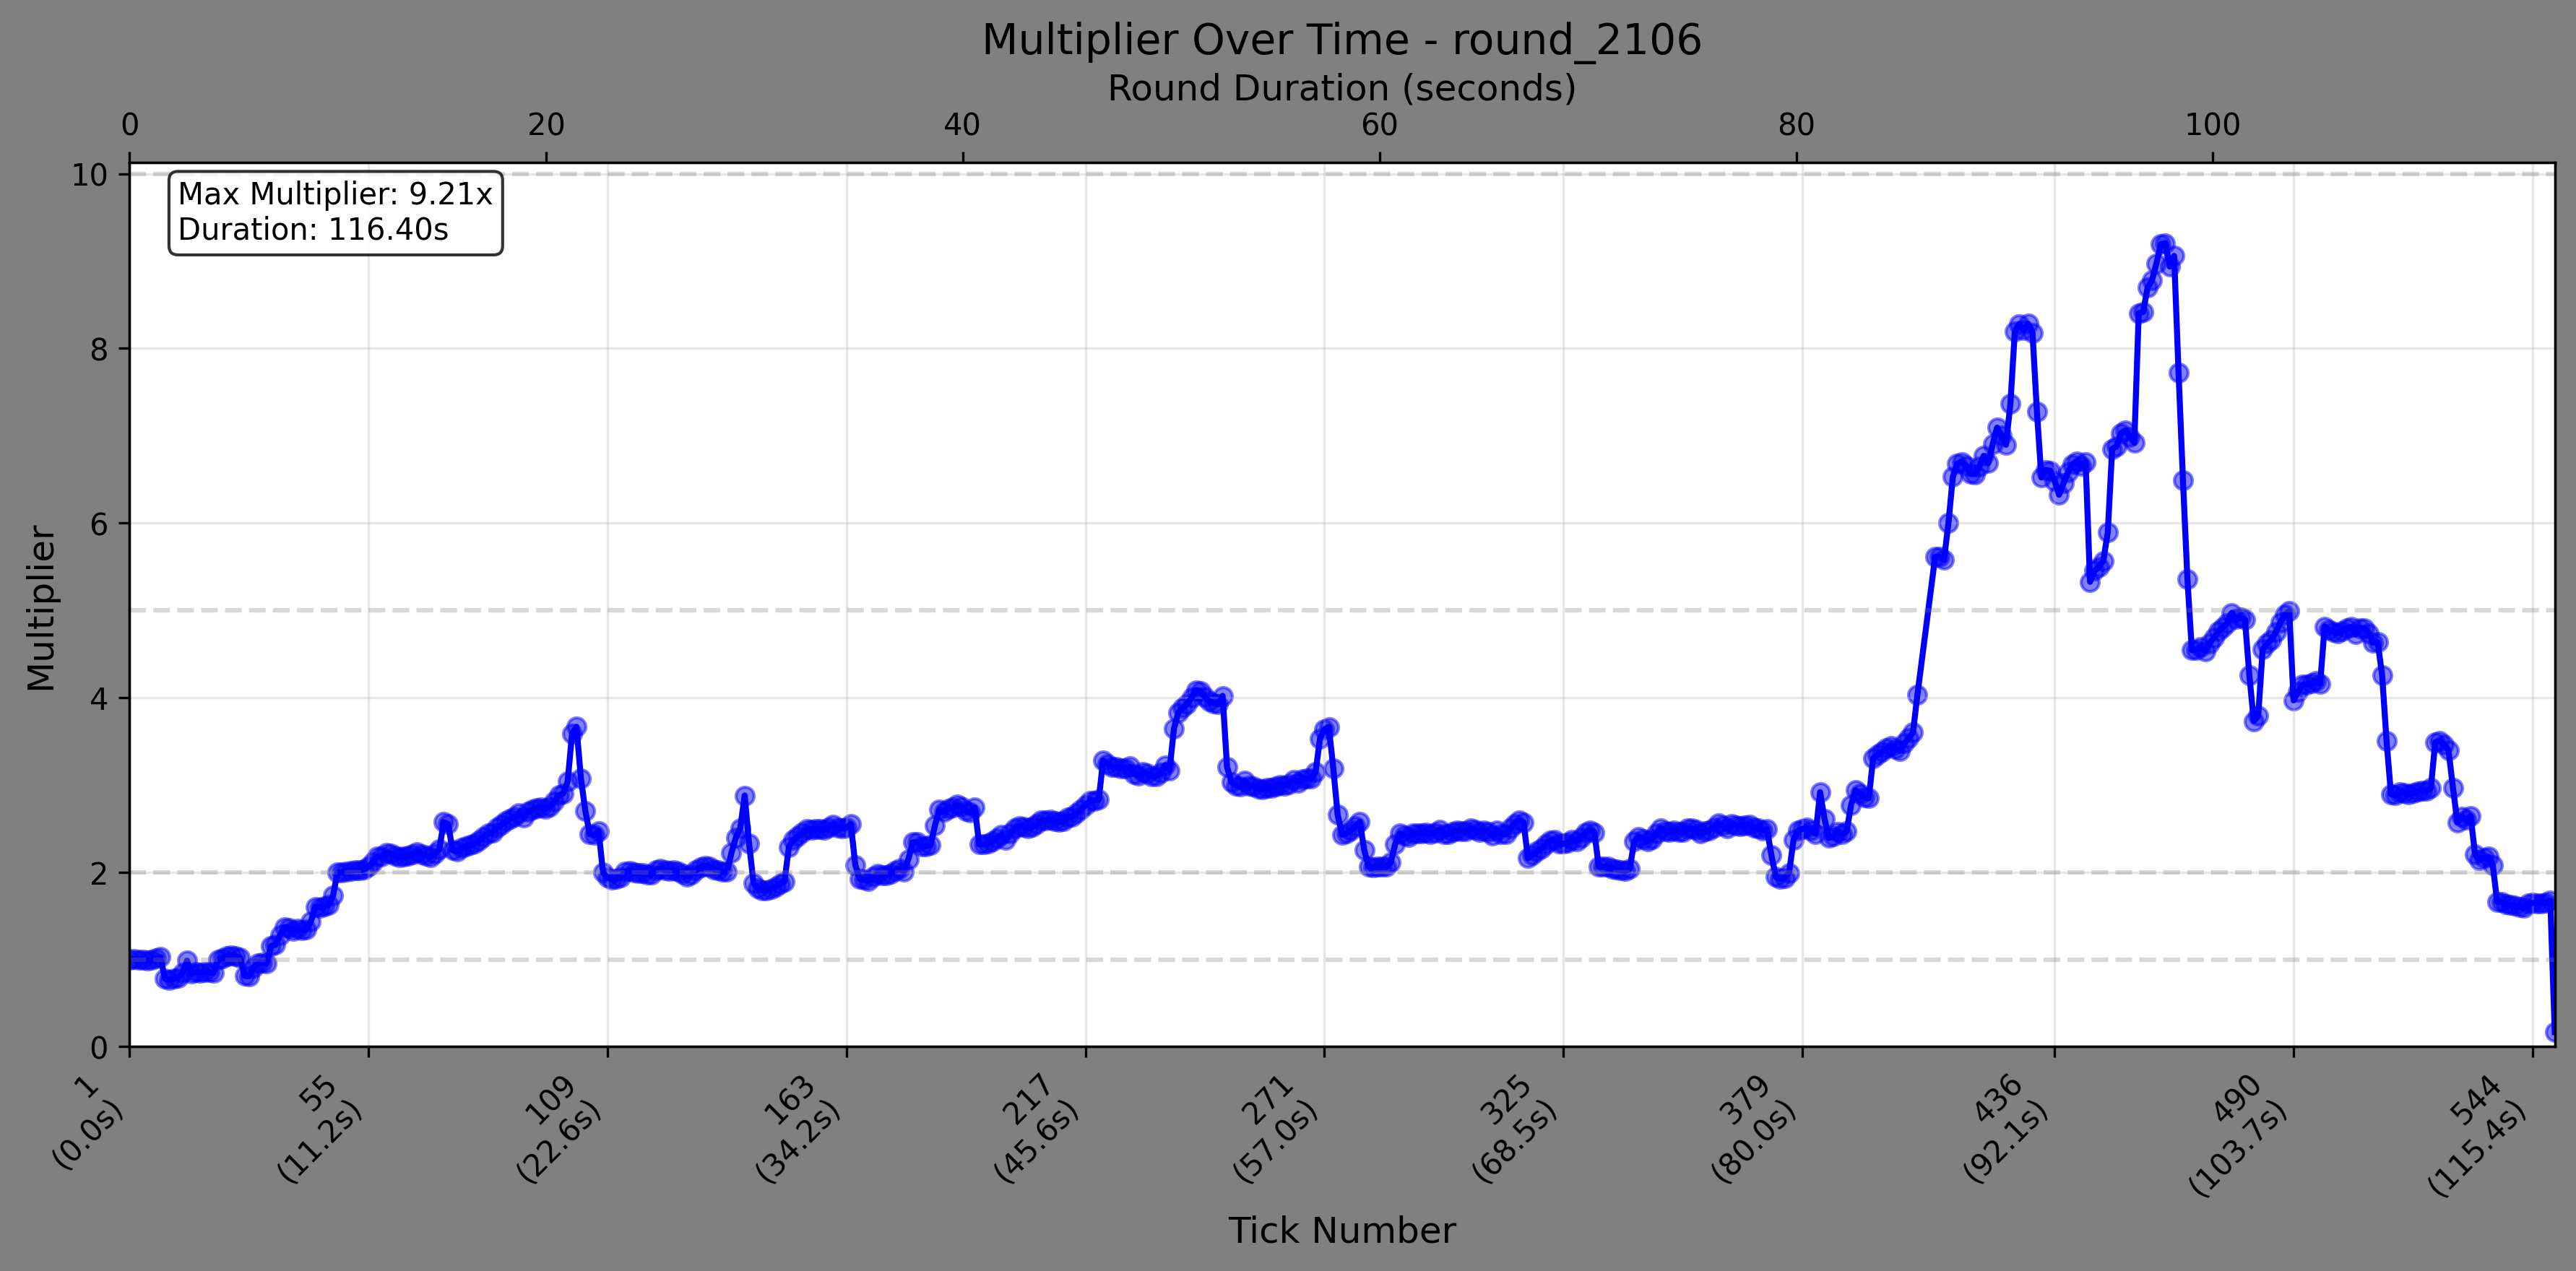 Multiplier Over Time - round_2106
Round Duration (seconds)
0 20 40 60 80 100
Max Multiplier: 9.21x
Duration: 116.40s
Multiplier
10
8
6
4
2
0
1
(0.0s)
55
(11.2s)
109
(22.6s)
163
(34.2s)
217
(45.6s)
271
(57.0s)
325
(68.5s)
379
(80.0s)
436
(92.1s)
490
(103.7s)
544
(115.4s)
Tick Number